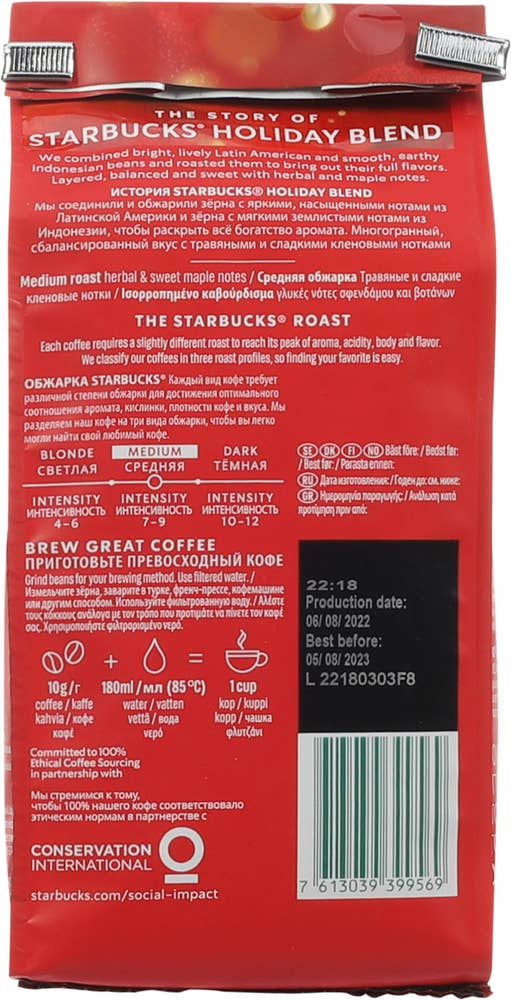 THE STORY OF
STARBUCKS® HOLIDAY BLEND
We combined bright, lively Latin American and smooth, earthy
Indonesian beans and roasted them to bring out their full flavors.
Layered, balanced and sweet with herbal and maple notes.
ИСТОРИЯ STARBUCKS® HOLIDAY BLEND
Мы соединили и обжарили зёрна с яркими, насыщенными нотами из
Латинской Америки и зёрна с мягкими землистыми нотами из
Индонезии, чтобы раскрыть всё богатство аромата. Многогранный,
сбалансированный вкус с травяными и сладкими кленовыми нотками
Medium roast herbal & sweet maple notes / Средняя обжарка Травяные и сладкие
кленовые нотки / Ισορροπημένο καβούρδισμα γλυκές νότες σφενδάμου και βοτάνων
THE STARBUCKS® ROAST
Each coffee requires a slightly different roast to reach its peak of aroma, acidity, body and flavor.
We classify our coffees in three roast profiles, so finding your favorite is easy.
ОБЖАРКА STARBUCKS® Каждый вид кофе требует
различной степени обжарки для достижения оптимального
соотношения аромата, кислинки, плотности кофе и вкуса. Мы
разделяем наш кофе на три вида обжарки, чтобы вы легко
могли найти свой любимый кофе.
BLONDE MEDIUM DARK
СВЕТЛАЯ СРЕДНЯЯ ТЁМНАЯ
INTENSITY INTENSITY INTENSITY
ИНТЕНСИВНОСТЬ ИНТЕНСИВНОСТЬ ИНТЕНСИВНОСТЬ
4-6 7-9 10-12
SE DK FI NO Bäst före: / Bedst før:
/ Best før: / Parasta ennen:
RU Дата изготовления: / Годен до: см. ниже:
GR Ημερομηνία παραγωγής: / Ανάλωση κατά
προτίμηση πριν από:
BREW GREAT COFFEE
ПРИГОТОВЬТЕ ПРЕВОСХОДНЫЙ КОФЕ
Grind beans for your brewing method. Use filtered water. /
Измельчите зёрна, заварите в турке, френч-прессе, кофемашине
или другим способом. Используйте фильтрованную воду. / Αλέστε
τους κόκκους ανάλογα με τον τρόπο που προτιμάτε να πίνετε τον καφέ
σας. Χρησιμοποιήστε φιλτραρισμένο νερό.
+ =
10g/г 180ml/мл (85°C) 1 cup
coffee / kaffe water / vatten kop / kuppi
kahvia / кофе vettä / вода kopp / чашка
καφέ νερό φλυτζάνι
22:18
Production date:
06/ 08/ 2022
Best before:
05/ 08/ 2023
L 22180303F8
Committed to 100%
Ethical Coffee Sourcing
in partnership with
Мы стремимся к тому,
чтобы 100% нашего кофе соответствовало
этическим нормам в партнерстве с
CONSERVATION
INTERNATIONAL
starbucks.com/social-impact
7 613039 399569